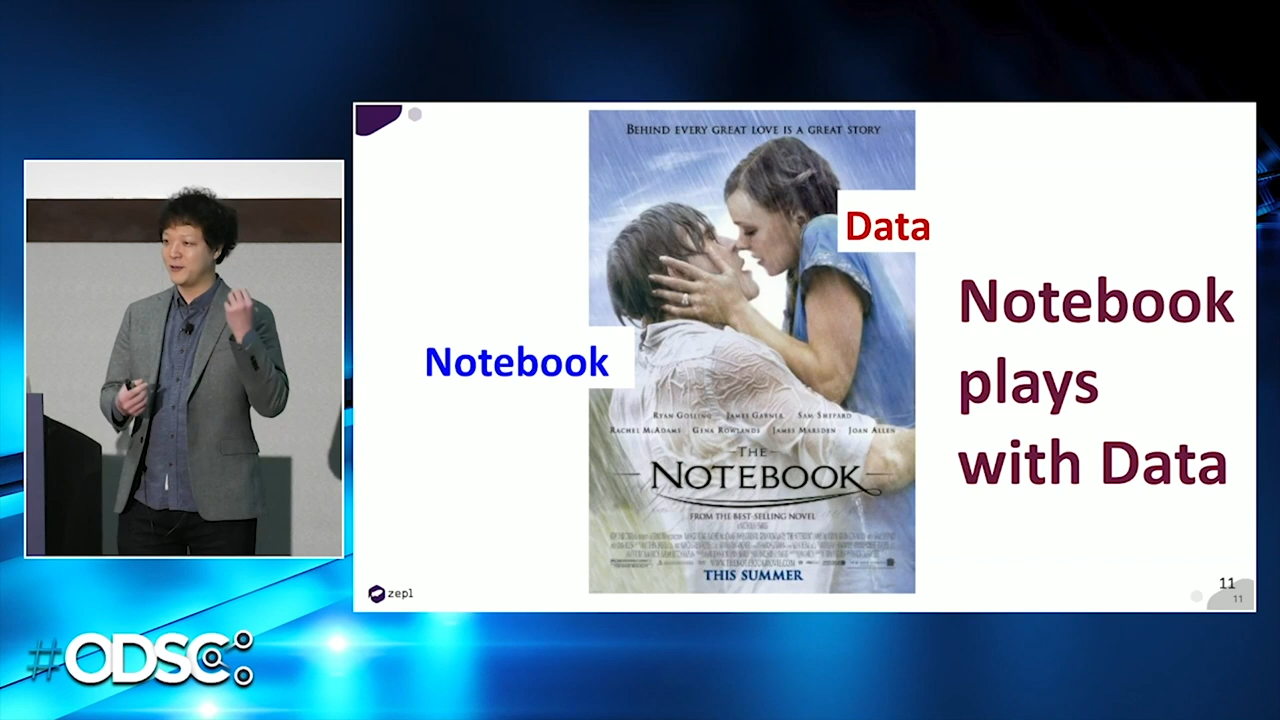 BEHIND EVERY GREAT LOVE IS A GREAT STORY
Data
Notebook
plays
with Data
Notebook
RYAN GOSLING JAMES GARNER SAM SHEPARD
RACHEL MCADAMS GENA ROWLANDS JAMES MARSDEN JOAN ALLEN
THE
NOTEBOOK
FROM THE BEST-SELLING NOVEL
THIS SUMMER
zepl
11
11
#ODSC